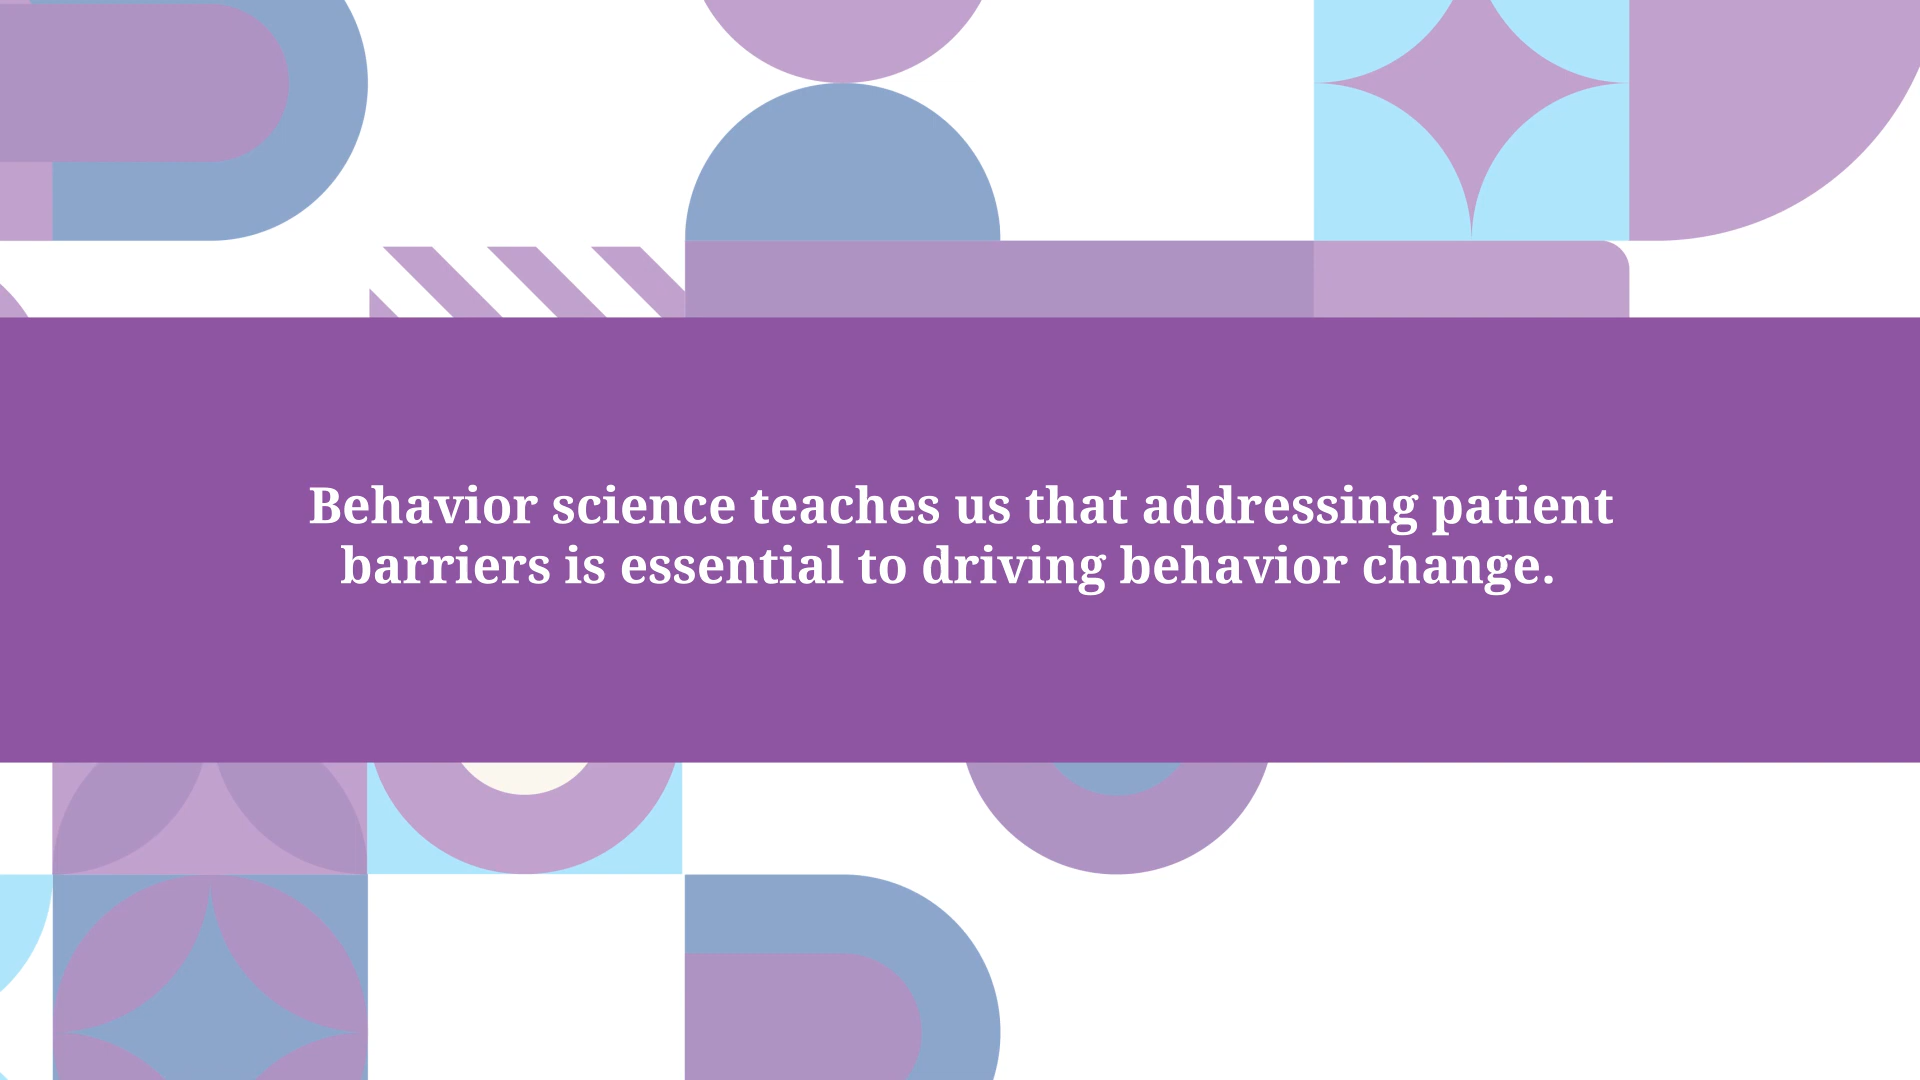 Behavior science teaches us that addressing patient
barriers is essential to driving behavior change.